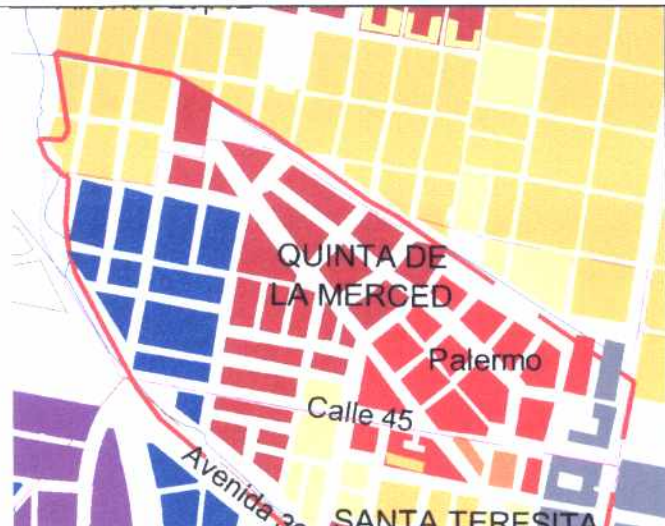 QUINTA DE
LA MERCED
Palermo
Calle 45
Avenida
SANTA TERESITA